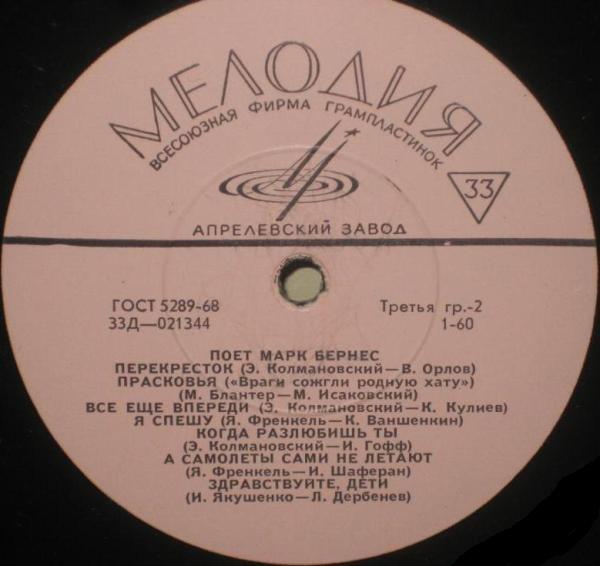 МЕЛОДИЯ
ВСЕСОЮЗНАЯ ФИРМА ГРАМПЛАСТИНОК
33
АПРЕЛЕВСКИЙ ЗАВОД
ГОСТ 5289-68
Третья гр.-2
33Д—021344
1-60
ПОЕТ МАРК БЕРНЕС
ПЕРЕКРЕСТОК (Э. Колмановский—В. Орлов)
ПРАСКОВЬЯ («Враги сожгли родную хату»)
(М. Блантер—М. Исаковский)
ВСЕ ЕЩЕ ВПЕРЕДИ (Э. Колмановский—К. Кулиев)
Я СПЕШУ (Я. Френкель—К. Ваншенкин)
КОГДА РАЗЛЮБИШЬ ТЫ
(Э. Колмановский—И. Гофф)
А САМОЛЕТЫ САМИ НЕ ЛЕТАЮТ
(Я. Френкель—И. Шаферан)
ЗДРАВСТВУЙТЕ, ДЕТИ
(И. Якушенко—Л. Дербенев)